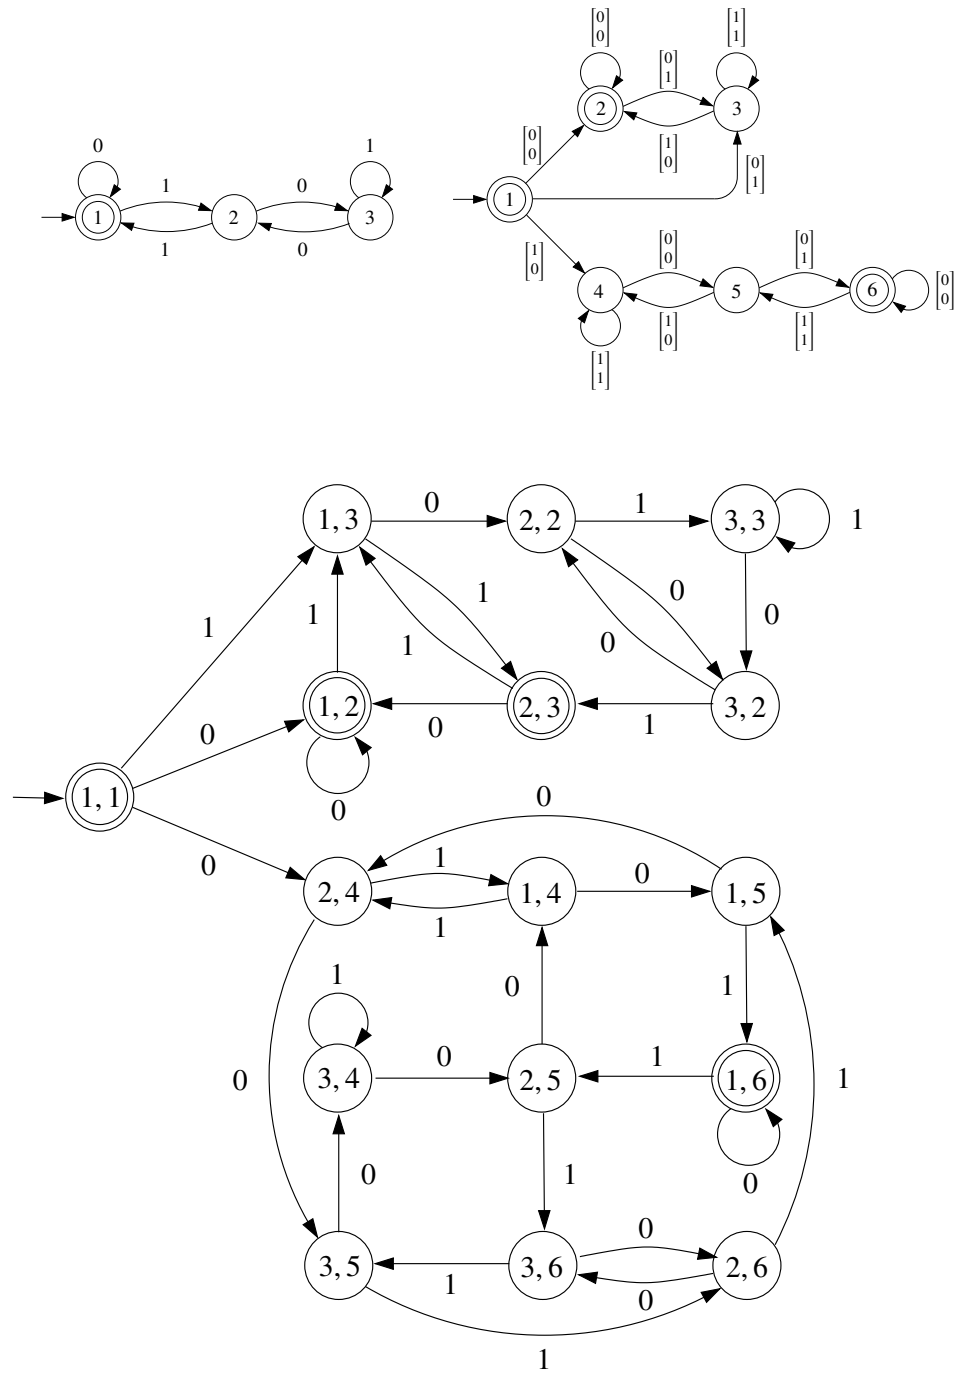 0 1
1 0
1 2 3
1 0
[0 0] [1 1]
[0 1]
2 3
[0 0] [1 0] [0 1]
1
[1 0] [0 0] [0 1]
4 5 6 [0 0]
[1 0] [1 1]
[1 1]
1, 3 0 2, 2 1 3, 3 1
1 0
1 1 1 0 0
1, 2 0 2, 3 1 3, 2
0
0
1, 1
0
0
2, 4 1 1, 4 0 1, 5
1
1 0 1
0 3, 4 0 2, 5 1 1, 6 1
0 1 0
3, 5 1 3, 6 0 2, 6
0
1